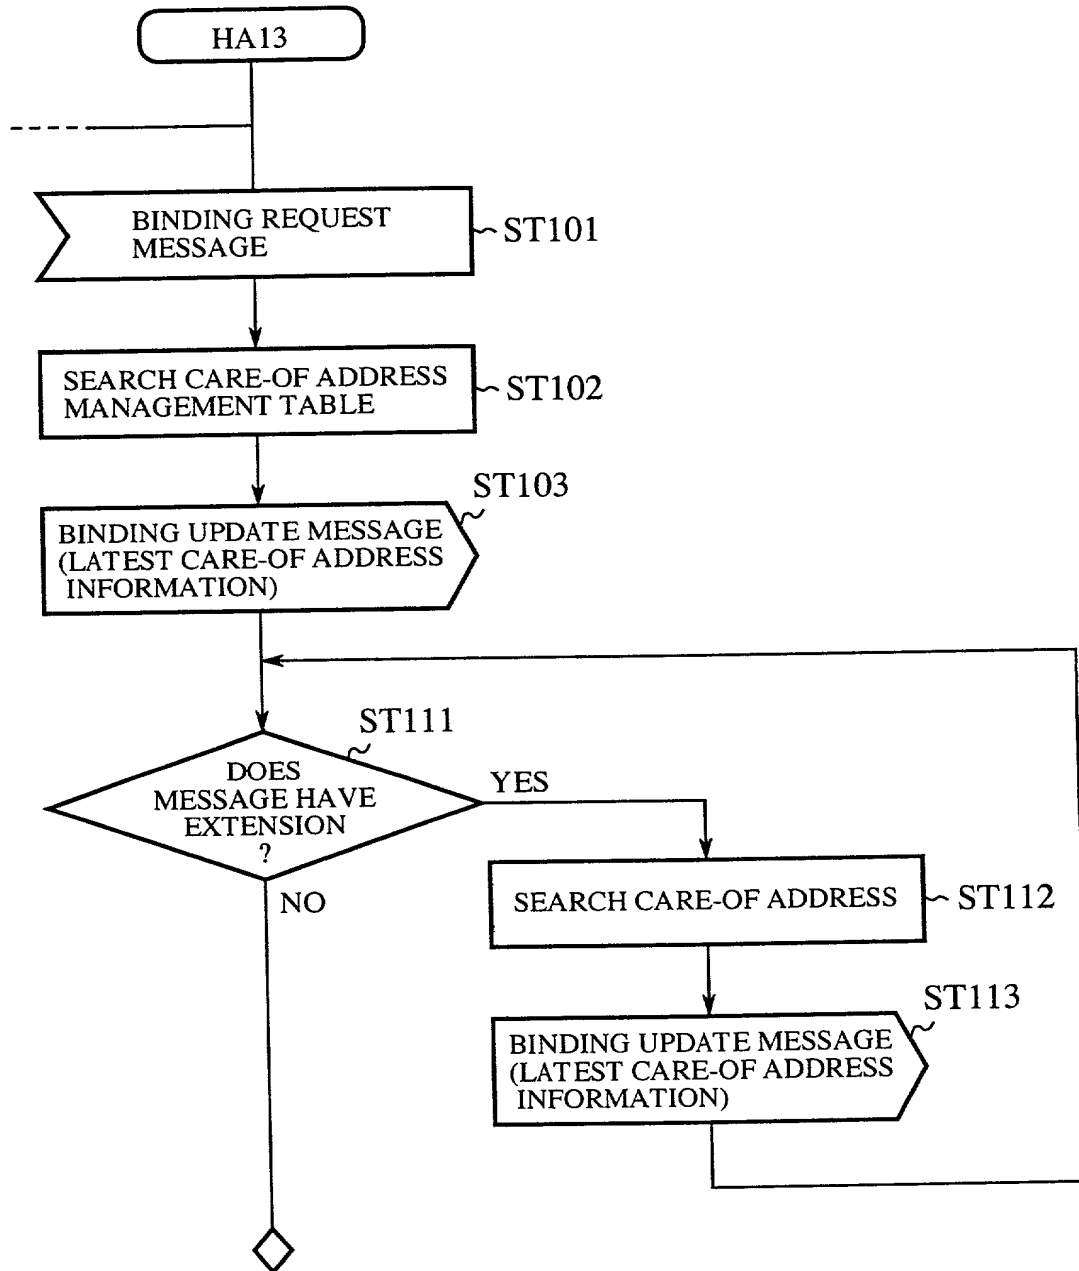 HA13
BINDING REQUEST
MESSAGE
ST101
SEARCH CARE-OF ADDRESS
MANAGEMENT TABLE
ST102
ST103
BINDING UPDATE MESSAGE
(LATEST CARE-OF ADDRESS
INFORMATION)
ST111
DOES
MESSAGE HAVE
EXTENSION
?
YES
NO
SEARCH CARE-OF ADDRESS
ST112
ST113
BINDING UPDATE MESSAGE
(LATEST CARE-OF ADDRESS
INFORMATION)